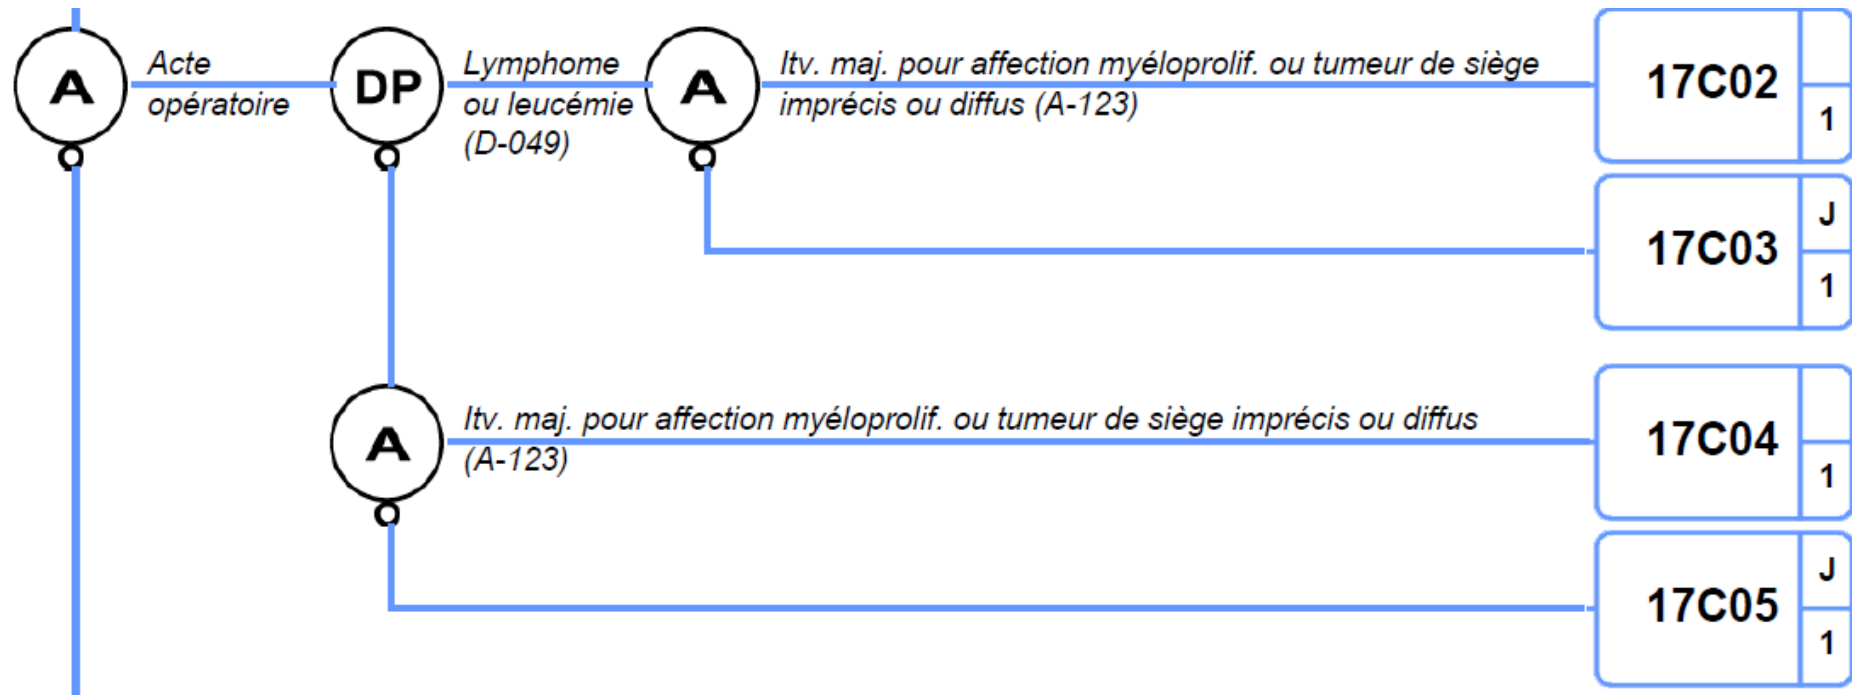 A
Acte
opératoire
DP
Lymphome
ou leucémie
(D-049)
A
Itv. maj. pour affection myéloprolif. ou tumeur de siège
imprécis ou diffus (A-123)
17C02
1
17C03
J
1
A
Itv. maj. pour affection myéloprolif. ou tumeur de siège imprécis ou diffus
(A-123)
17C04
1
17C05
J
1